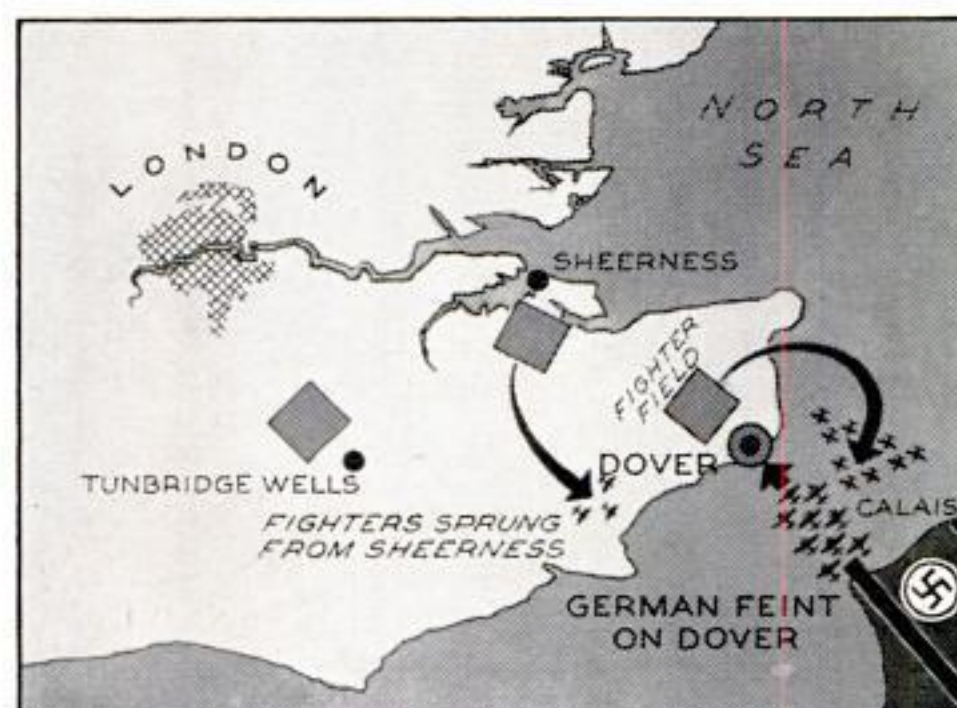 NORTH
SEA
LONDON
SHEERNESS
FIGHTER
FIELD
DOVER
TUNBRIDGE WELLS
CALAIS
FIGHTERS SPRUNG
FROM SHEERNESS
GERMAN FEINT
ON DOVER